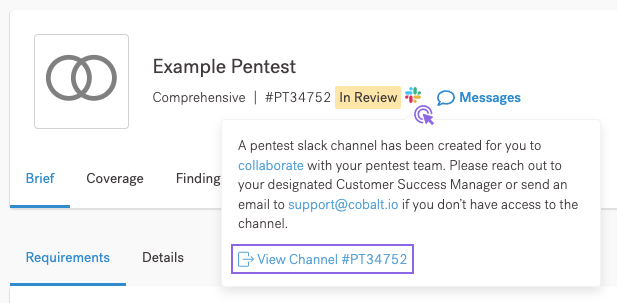 Example Pentest
Comprehensive | #PT34752 In Review Messages
A pentest slack channel has been created for you to
collaborate with your pentest team. Please reach out to
your designated Customer Success Manager or send an
email to support@cobalt.io if you don't have access to the
channel.
View Channel #PT34752
Brief Coverage Finding
Requirements Details